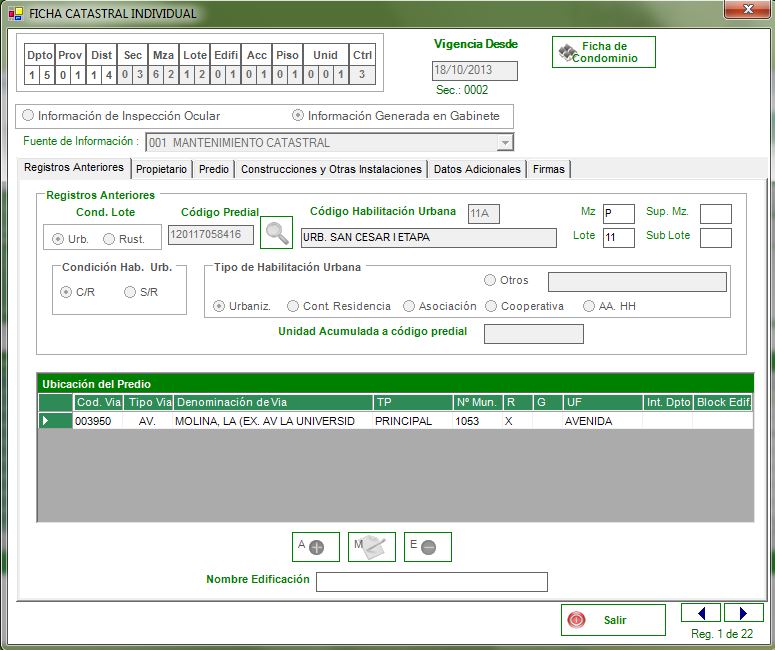 FICHA CATASTRAL INDIVIDUAL
Dpto Prov Dist Sec Mza Lote Edifi Acc Piso Unid Ctrl
1 5 0 1 1 4 0 3 6 2 1 2 0 1 0 1 0 1 0 0 1 3
Vigencia Desde
18/10/2013
Sec.: 0002
Ficha de
Condominio
Información de Inspección Ocular Información Generada en Gabinete
Fuente de Información : 001 MANTENIMIENTO CATASTRAL
Registros Anteriores Propietario Predio Construcciones y Otras Instalaciones Datos Adicionales Firmas
Registros Anteriores
Cond. Lote Código Predial Código Habilitación Urbana 11A Mz P Sup. Mz.
Urb. Rust. 120117058416 URB. SAN CESAR I ETAPA Lote 11 Sub Lote
Condición Hab. Urb. Tipo de Habilitación Urbana
Otros
C/R S/R Urbaniz. Cont. Residencia Asociación Cooperativa AA. HH
Unidad Acumulada a código predial
Ubicación del Predio
Cod. Via Tipo Via Denominación de Via TP Nº Mun. R G UF Int. Dpto Block Edif.
003950 AV. MOLINA, LA (EX. AV LA UNIVERSID PRINCIPAL 1053 X AVENIDA
A M E
Nombre Edificación
Salir
Reg. 1 de 22